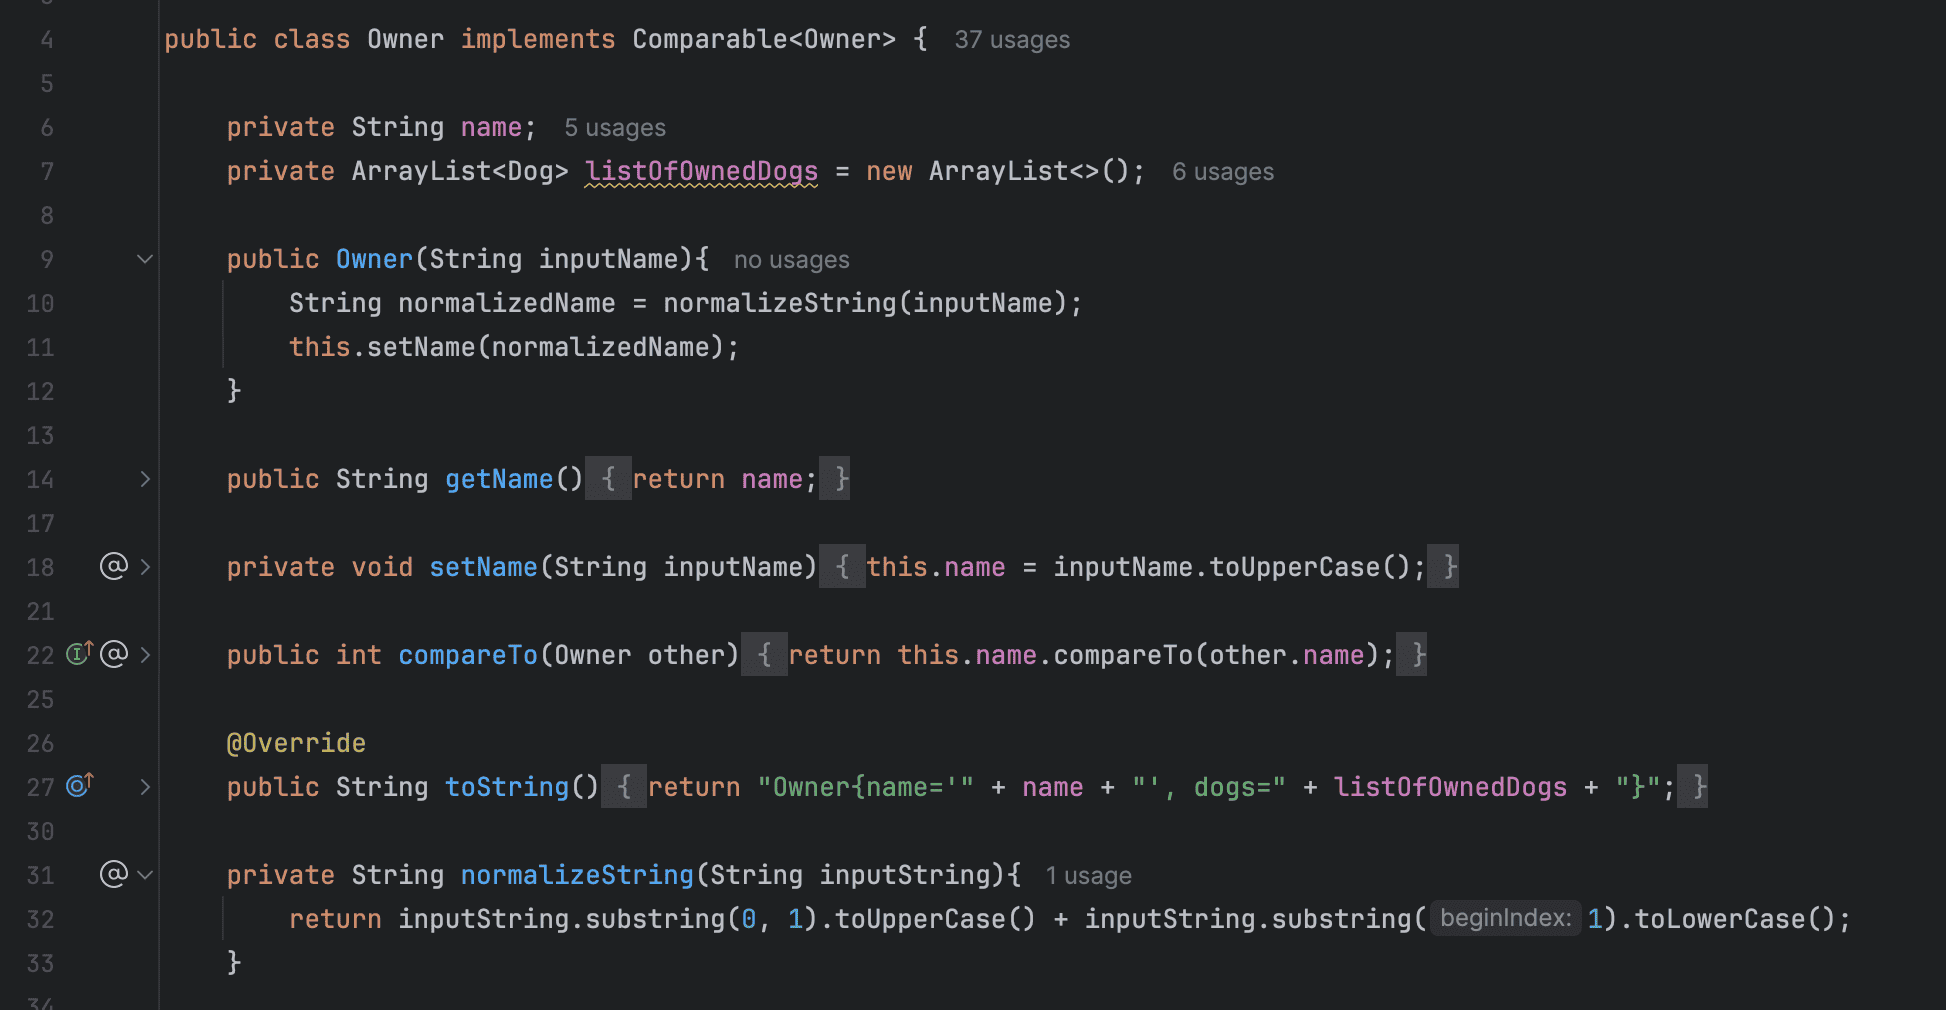 4 public class Owner implements Comparable<Owner> { 37 usages
5
6 private String name; 5 usages
7 private ArrayList<Dog> listOfOwnedDogs = new ArrayList<>(); 6 usages
8
9 public Owner(String inputName){ no usages
10 String normalizedName = normalizeString(inputName);
11 this.setName(normalizedName);
12 }
13
14 public String getName() { return name; }
17
18 @ private void setName(String inputName) { this.name = inputName.toUpperCase(); }
21
22 @ public int compareTo(Owner other) { return this.name.compareTo(other.name); }
25
26 @Override
27 public String toString() { return "Owner{name='" + name + "', dogs=" + listOfOwnedDogs + "}"; }
30
31 @ private String normalizeString(String inputString){ 1 usage
32 return inputString.substring(0, 1).toUpperCase() + inputString.substring( beginIndex: 1).toLowerCase();
33 }
34